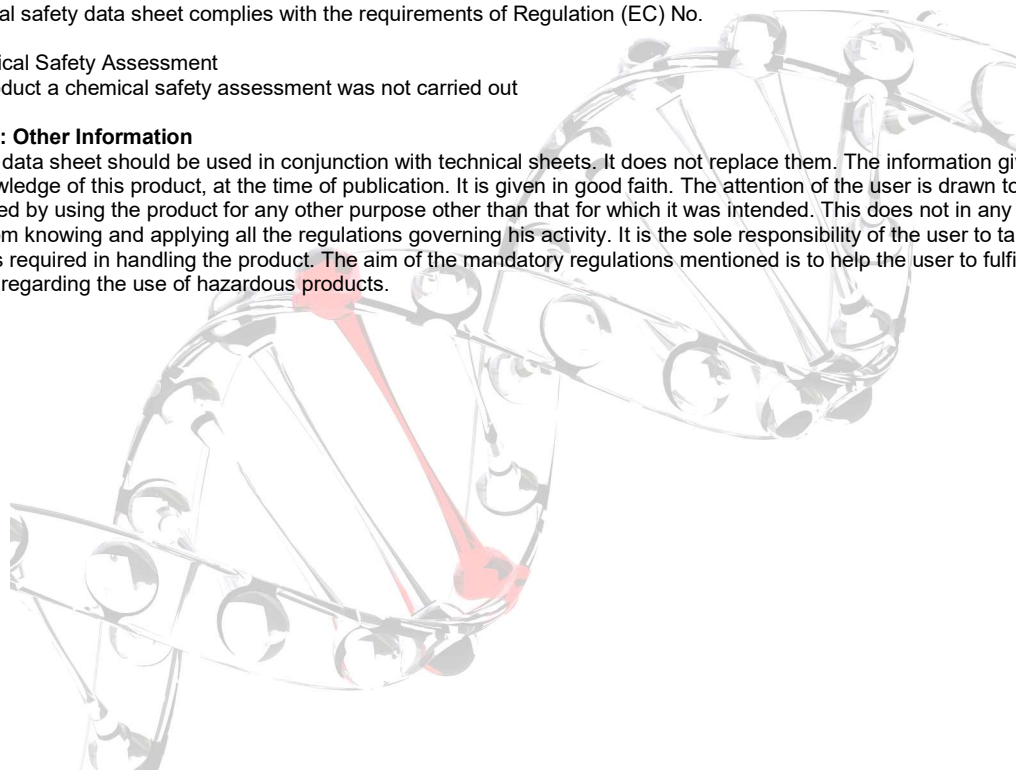 al safety data sheet complies with the requirements of Regulation (EC) No.
ical Safety Assessment
duct a chemical safety assessment was not carried out
: Other Information
data sheet should be used in conjunction with technical sheets. It does not replace them. The information gi
wledge of this product, at the time of publication. It is given in good faith. The attention of the user is drawn to
ed by using the product for any other purpose other than that for which it was intended. This does not in any
om knowing and applying all the regulations governing his activity. It is the sole responsibility of the user to ta
s required in handling the product. The aim of the mandatory regulations mentioned is to help the user to fulfi
regarding the use of hazardous products.